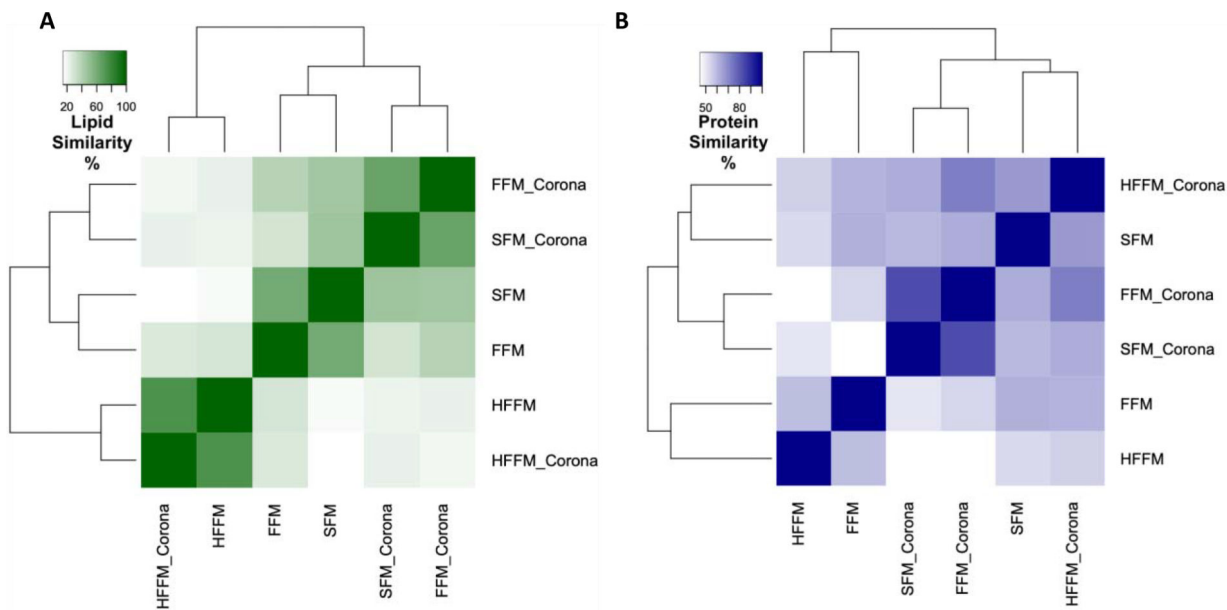 A
20 60 100
Lipid
Similarity
%
FFM_Corona
SFM_Corona
SFM
FFM
HFFM
HFFM_Corona
HFFM_Corona
HFFM
FFM
SFM
SFM_Corona
FFM_Corona
B
50 80
Protein
Similarity
%
HFFM_Corona
SFM
FFM_Corona
SFM_Corona
FFM
HFFM
HFFM
FFM
SFM_Corona
FFM_Corona
SFM
HFFM_Corona